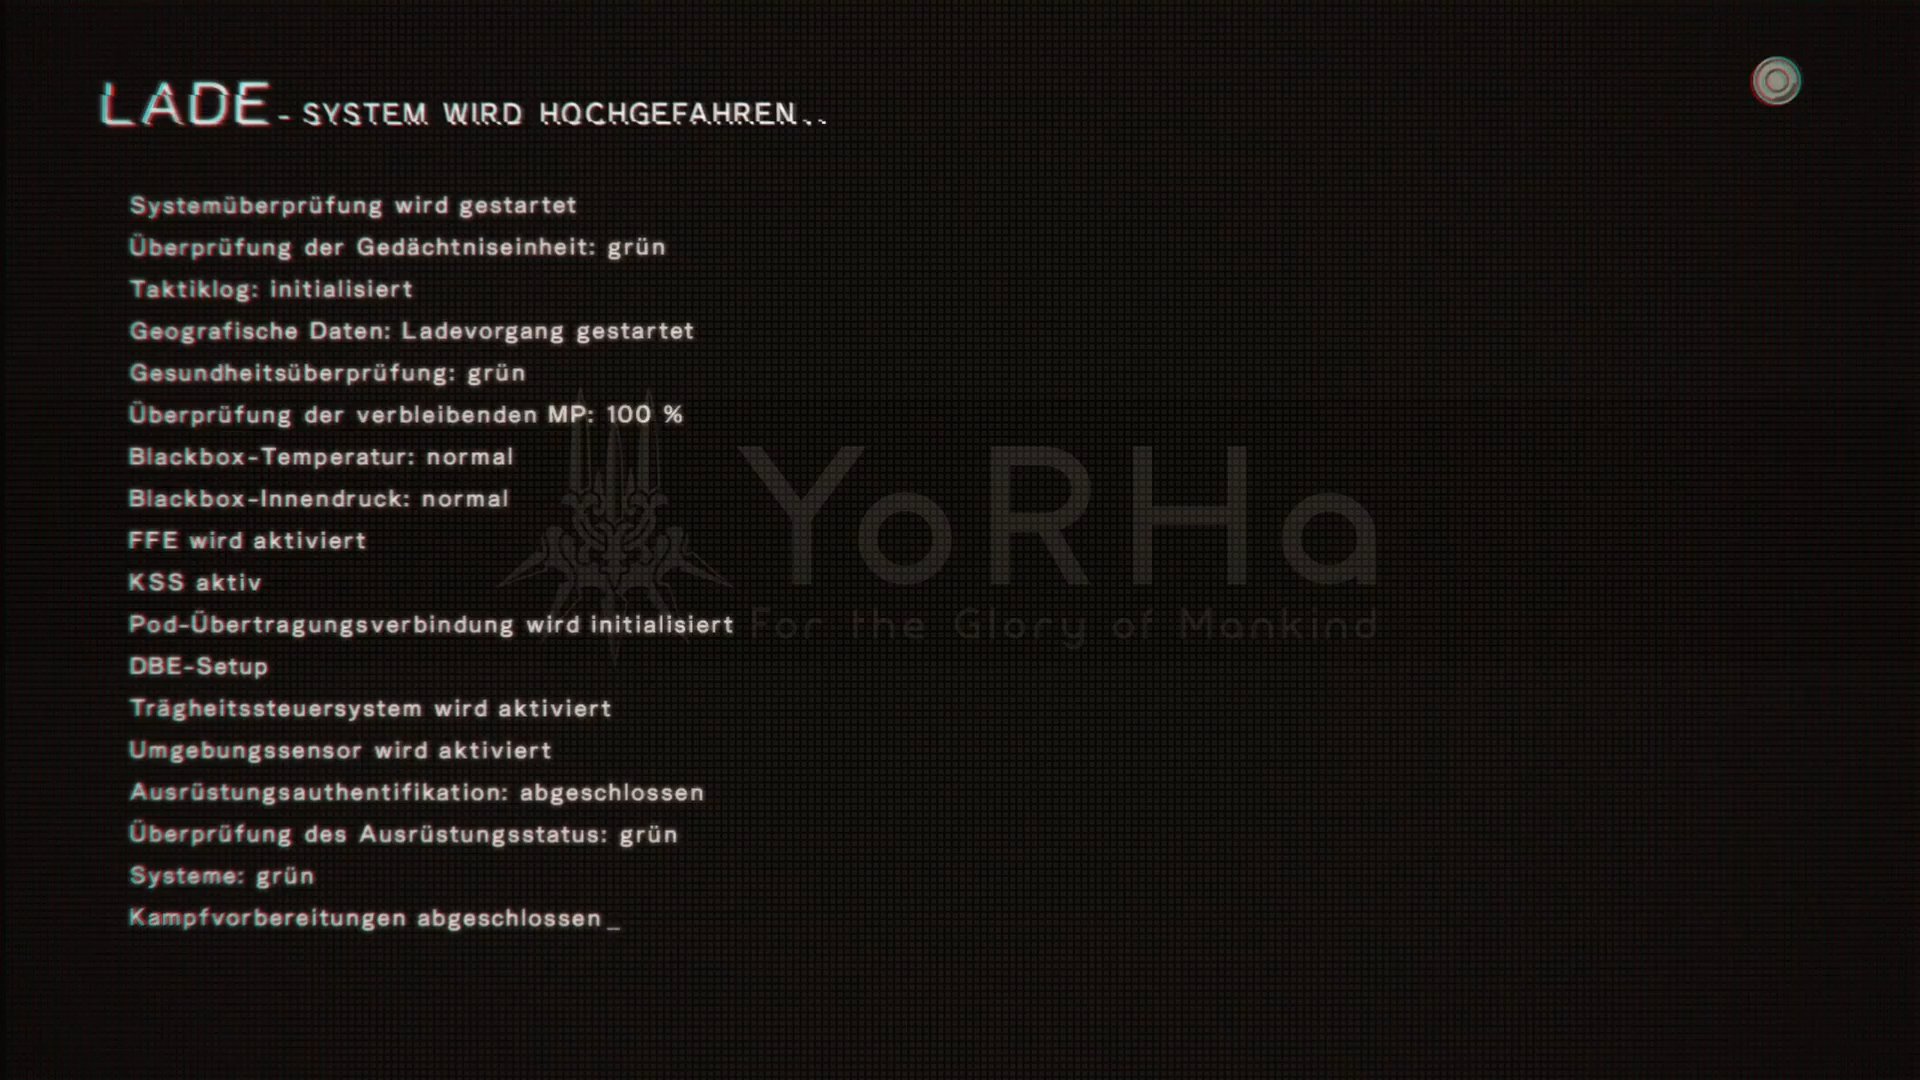 LADE - SYSTEM WIRD HOCHGEFAHREN..
Systemüberprüfung wird gestartet
Überprüfung der Gedächtniseinheit: grün
Taktiklog: initialisiert
Geografische Daten: Ladevorgang gestartet
Gesundheitsüberprüfung: grün
Überprüfung der verbleibenden MP: 100 %
Blackbox-Temperatur: normal
Blackbox-Innendruck: normal
FFE wird aktiviert
KSS aktiv
Pod-Übertragungsverbindung wird initialisiert
DBE-Setup
Trägheitssteuersystem wird aktiviert
Umgebungssensor wird aktiviert
Ausrüstungsauthentifikation: abgeschlossen
Überprüfung des Ausrüstungsstatus: grün
Systeme: grün
Kampfvorbereitungen abgeschlossen_
YoRHa
For the Glory of Mankind